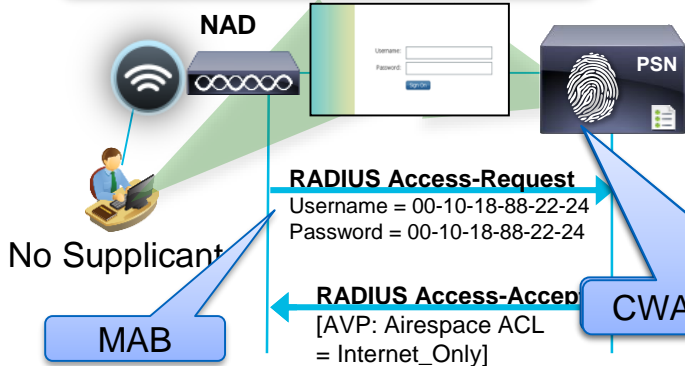 NAD
Username:
Password:
Sign On
PSN
RADIUS Access-Request
Username = 00-10-18-88-22-24
Password = 00-10-18-88-22-24
No Supplicant
RADIUS Access-Accept
[AVP: Airespace ACL
= Internet_Only]
MAB
CWA